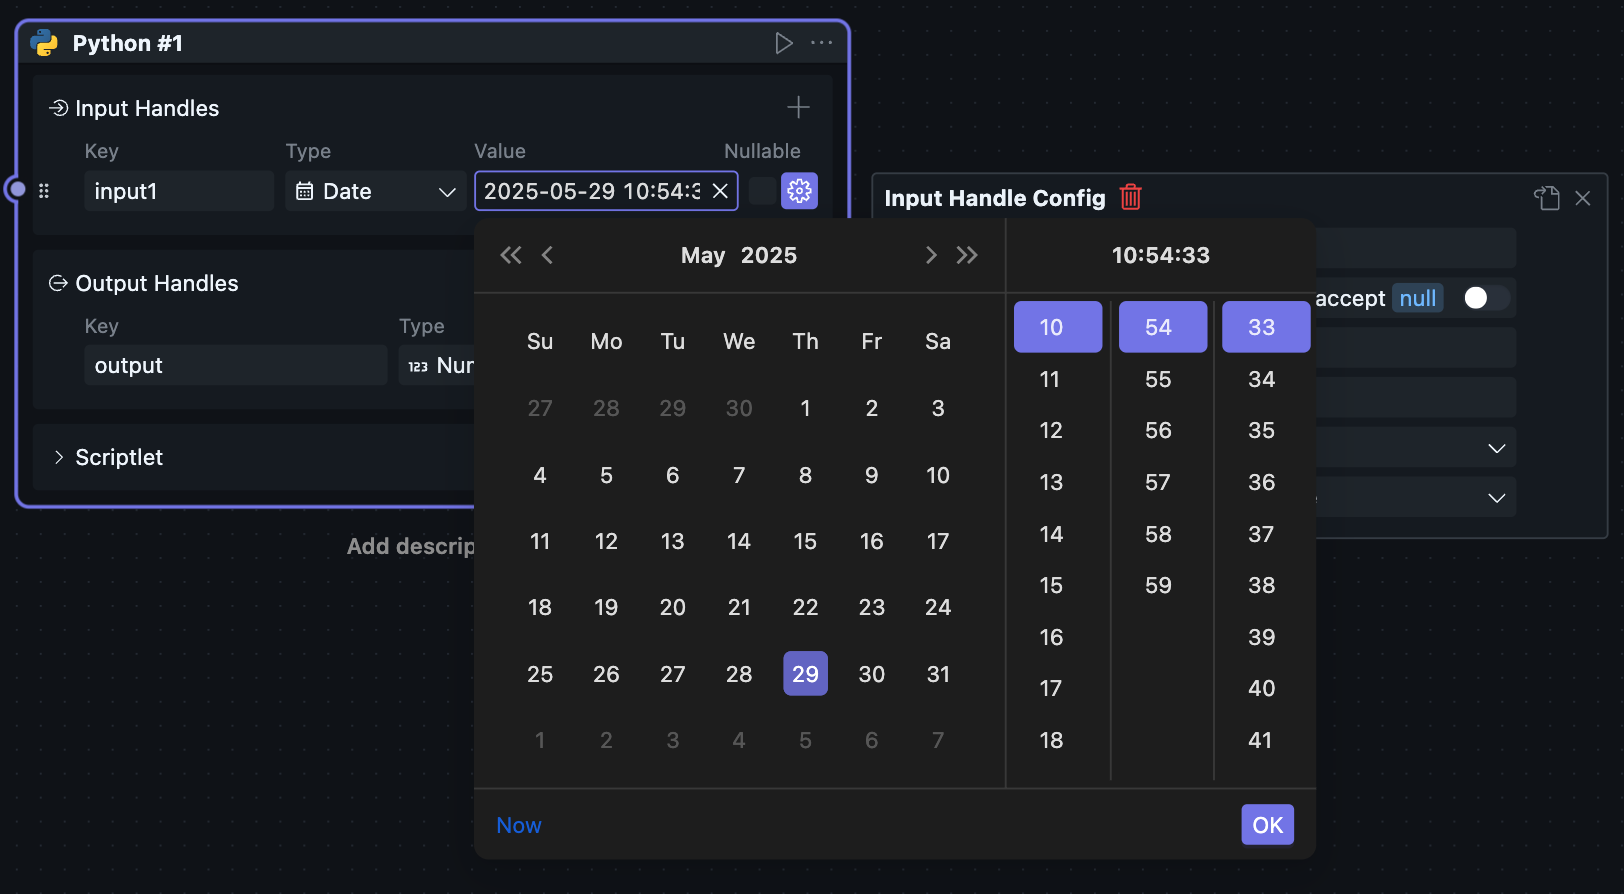 Python #1
Input Handles
Key Type Value Nullable
input1 Date 2025-05-29 10:54:3
Input Handle Config
accept null
Output Handles
Key Type
output 123 Nur
Scriptlet
Add descrip
May 2025 10:54:33
Su Mo Tu We Th Fr Sa
27 28 29 30 1 2 3
4 5 6 7 8 9 10
11 12 13 14 15 16 17
18 19 20 21 22 23 24
25 26 27 28 29 30 31
1 2 3 4 5 6 7
10 54 33
11 55 34
12 56 35
13 57 36
14 58 37
15 59 38
16 39
17 40
18 41
Now OK